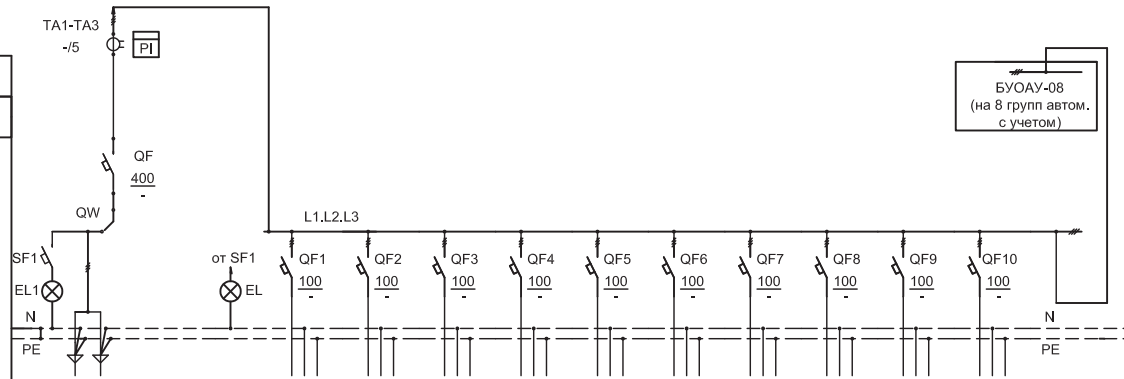 ТА1-ТА3
-/5
PI
QF
400
-
QW
SF1
EL1
от SF1
EL
L1.L2.L3
QF1
100
-
QF2
100
-
QF3
100
-
QF4
100
-
QF5
100
-
QF6
100
-
QF7
100
-
QF8
100
-
QF9
100
-
QF10
100
-
БУОАУ-08
(на 8 групп автом.
с учетом)
N
PE
N
PE